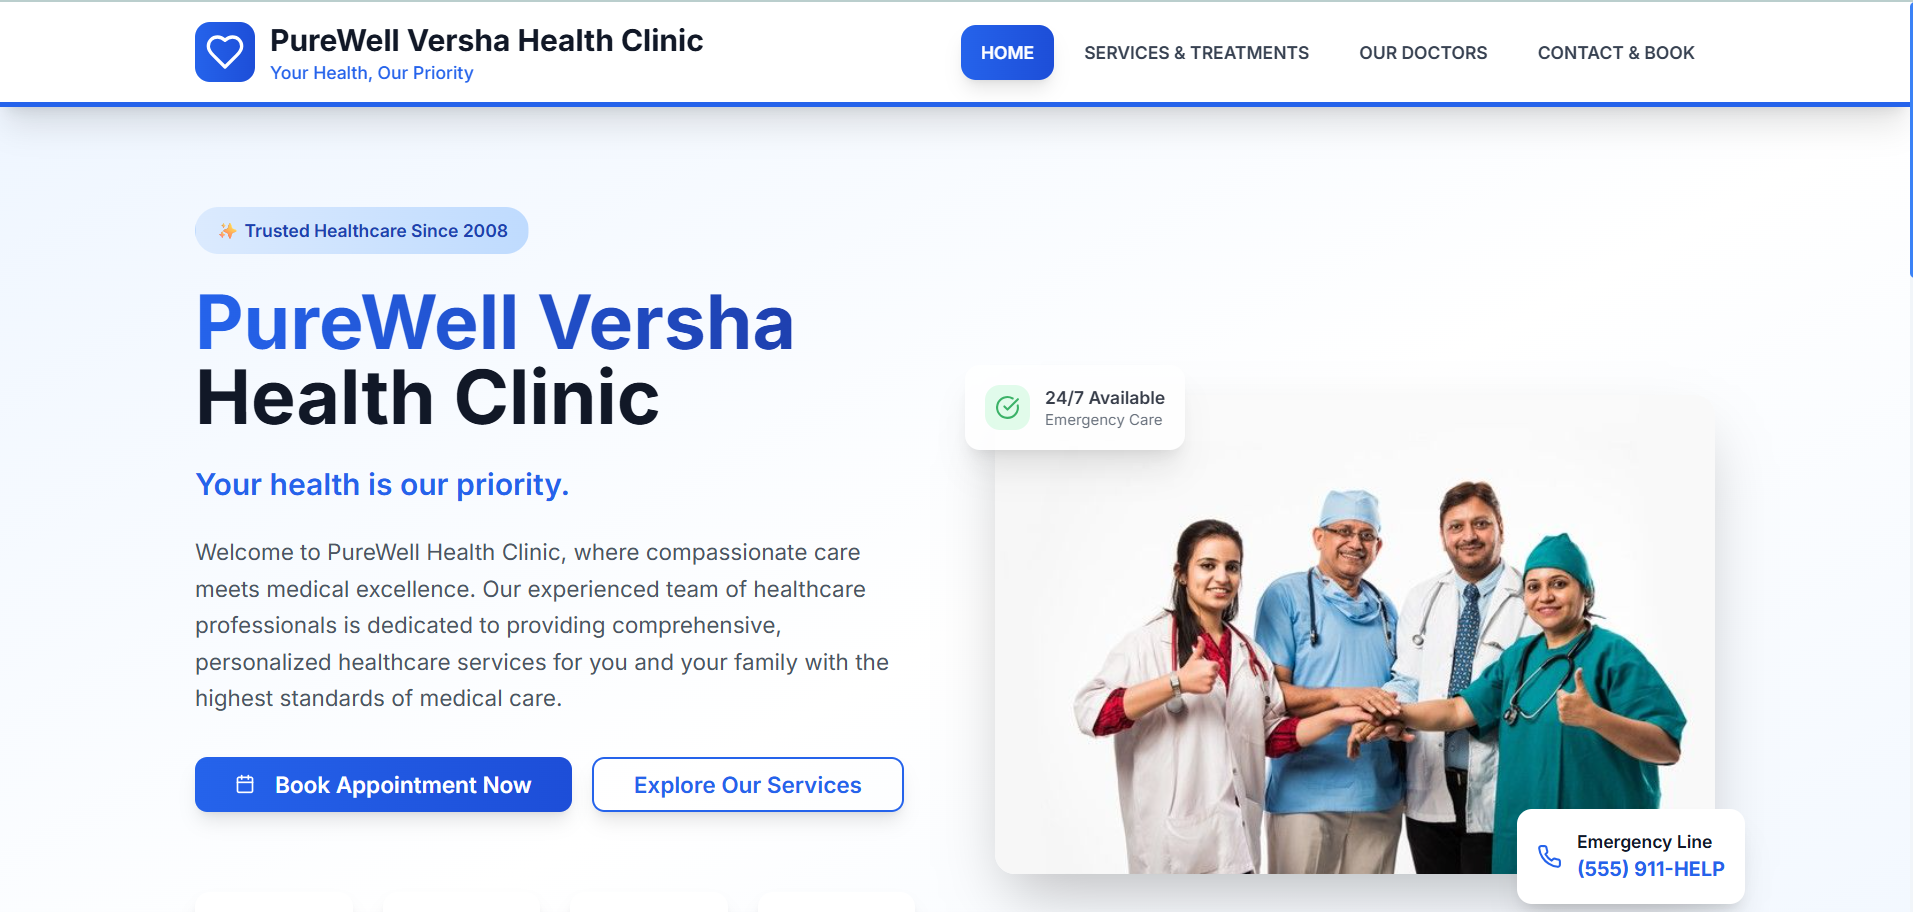 PureWell Versha Health Clinic
Your Health, Our Priority
HOME
SERVICES & TREATMENTS
OUR DOCTORS
CONTACT & BOOK
✨ Trusted Healthcare Since 2008
PureWell Versha
Health Clinic
Your health is our priority.
Welcome to PureWell Health Clinic, where compassionate care
meets medical excellence. Our experienced team of healthcare
professionals is dedicated to providing comprehensive,
personalized healthcare services for you and your family with the
highest standards of medical care.
Book Appointment Now
Explore Our Services
24/7 Available
Emergency Care
Emergency Line
(555) 911-HELP